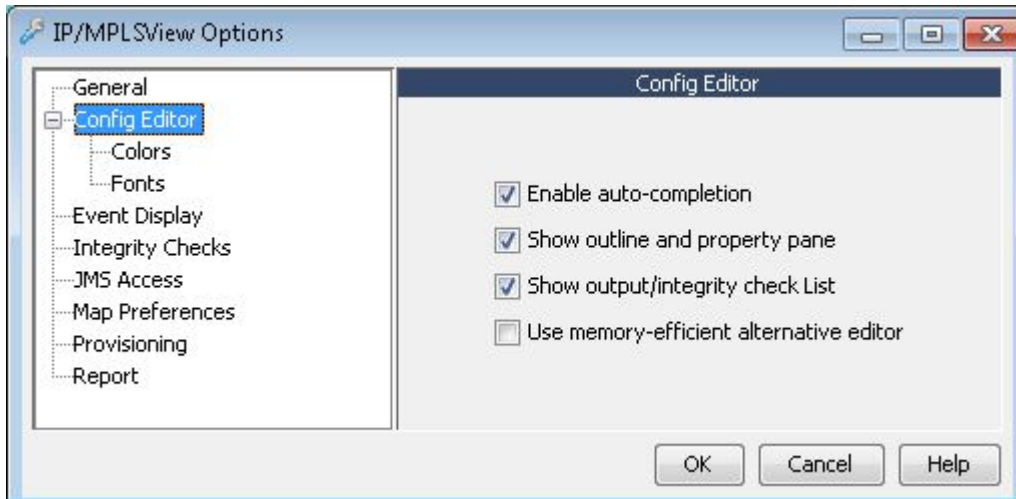 IP/MPLSView Options
General
Config Editor
Colors
Fonts
Event Display
Integrity Checks
JMS Access
Map Preferences
Provisioning
Report
Config Editor
Enable auto-completion
Show outline and property pane
Show output/integrity check List
Use memory-efficient alternative editor
OK Cancel Help